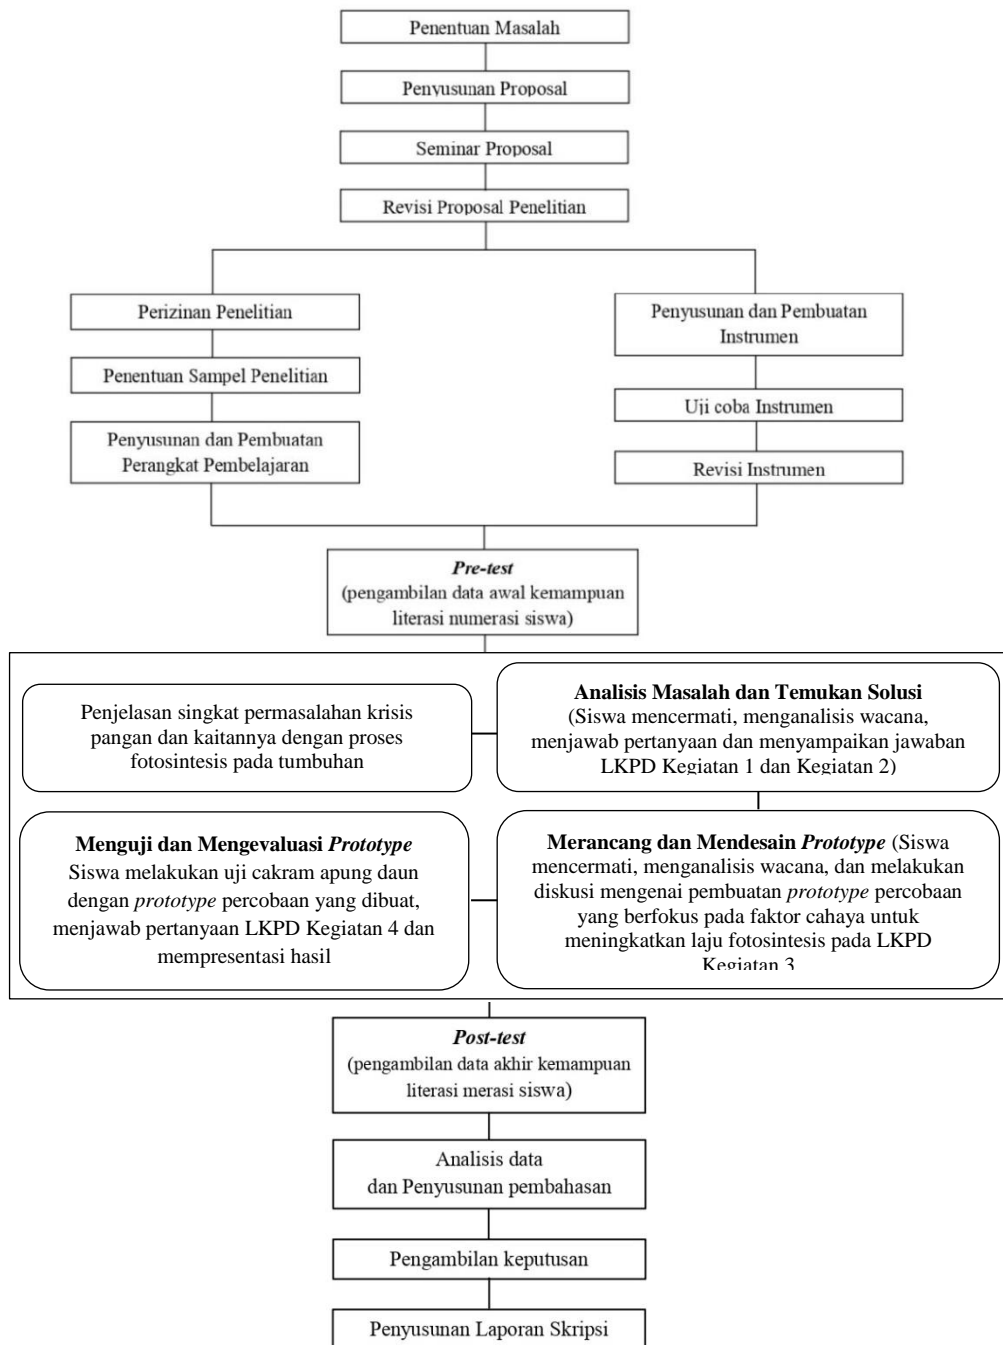 Penentuan Masalah
Penyusunan Proposal
Seminar Proposal
Revisi Proposal Penelitian
Perizinan Penelitian
Penentuan Sampel Penelitian
Penyusunan dan Pembuatan
Perangkat Pembelajaran
Penyusunan dan Pembuatan
Instrumen
Uji coba Instrumen
Revisi Instrumen
Pre-test
(pengambilan data awal kemampuan
literasi numerasi siswa)
Penjelasan singkat permasalahan krisis
pangan dan kaitannya dengan proses
fotosintesis pada tumbuhan
Analisis Masalah dan Temukan Solusi
(Siswa mencermati, menganalisis wacana,
menjawab pertanyaan dan menyampaikan jawaban
LKPD Kegiatan 1 dan Kegiatan 2)
Merancang dan Mendesain Prototype (Siswa
mencermati, menganalisis wacana, dan melakukan
diskusi mengenai pembuatan prototype percobaan
yang berfokus pada faktor cahaya untuk
meningkatkan laju fotosintesis pada LKPD
Kegiatan 3
Menguji dan Mengevaluasi Prototype
Siswa melakukan uji cakram apung daun
dengan prototype percobaan yang dibuat,
menjawab pertanyaan LKPD Kegiatan 4 dan
mempresentasi hasil
Post-test
(pengambilan data akhir kemampuan
literasi merasi siswa)
Analisis data
dan Penyusunan pembahasan
Pengambilan keputusan
Penyusunan Laporan Skripsi